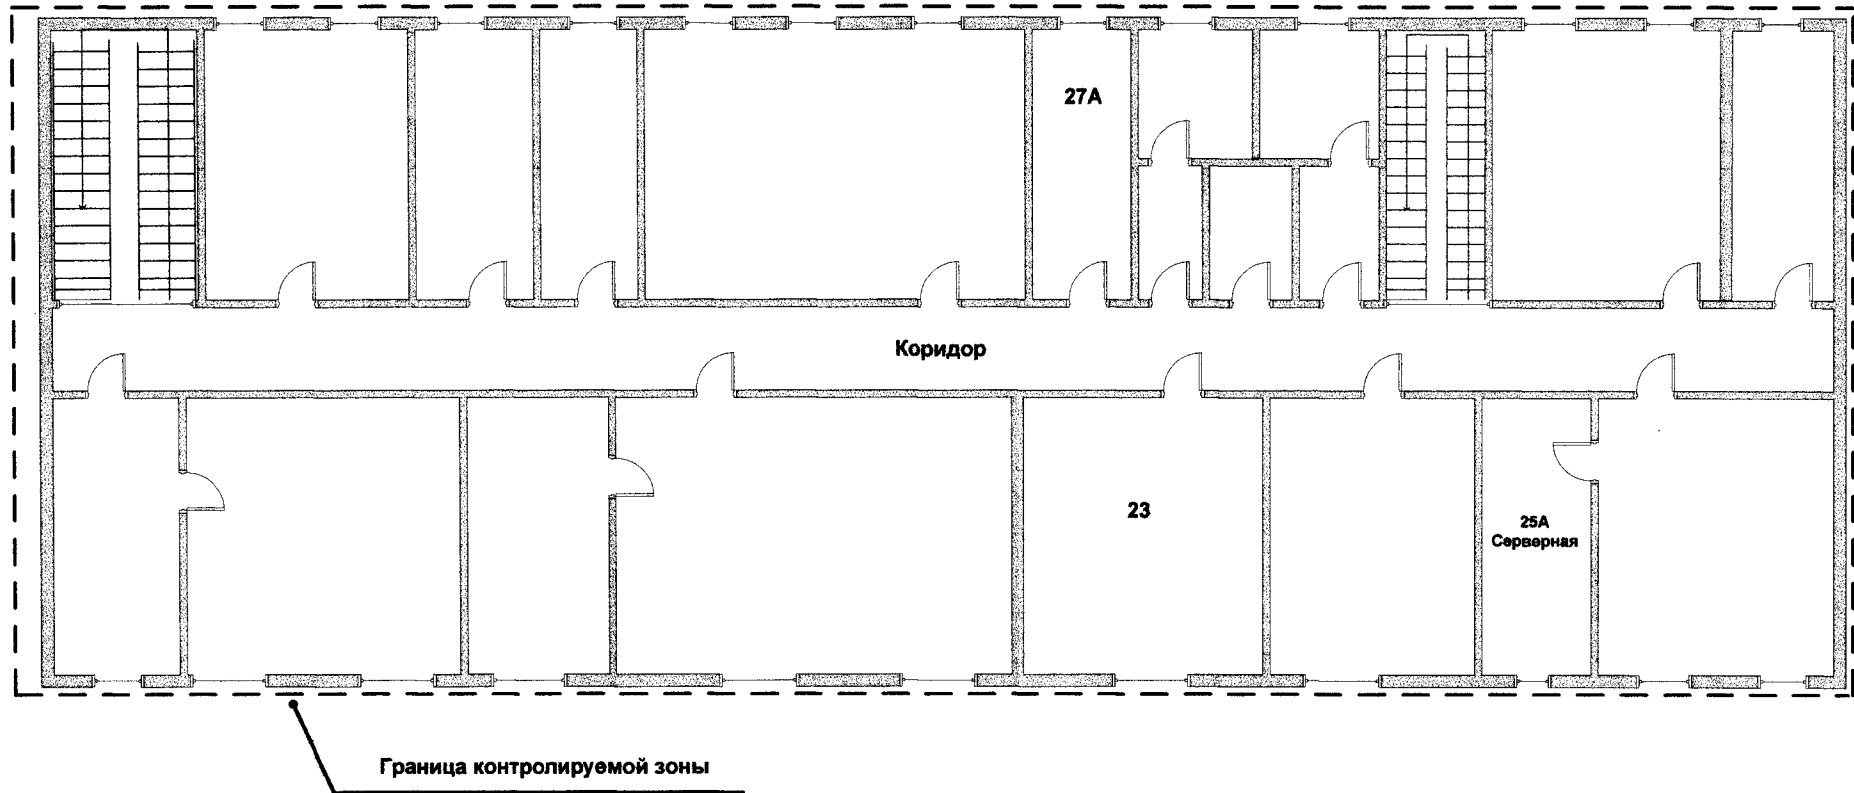 27А
Коридор
23
25А
Серверная
Граница контролируемой зоны